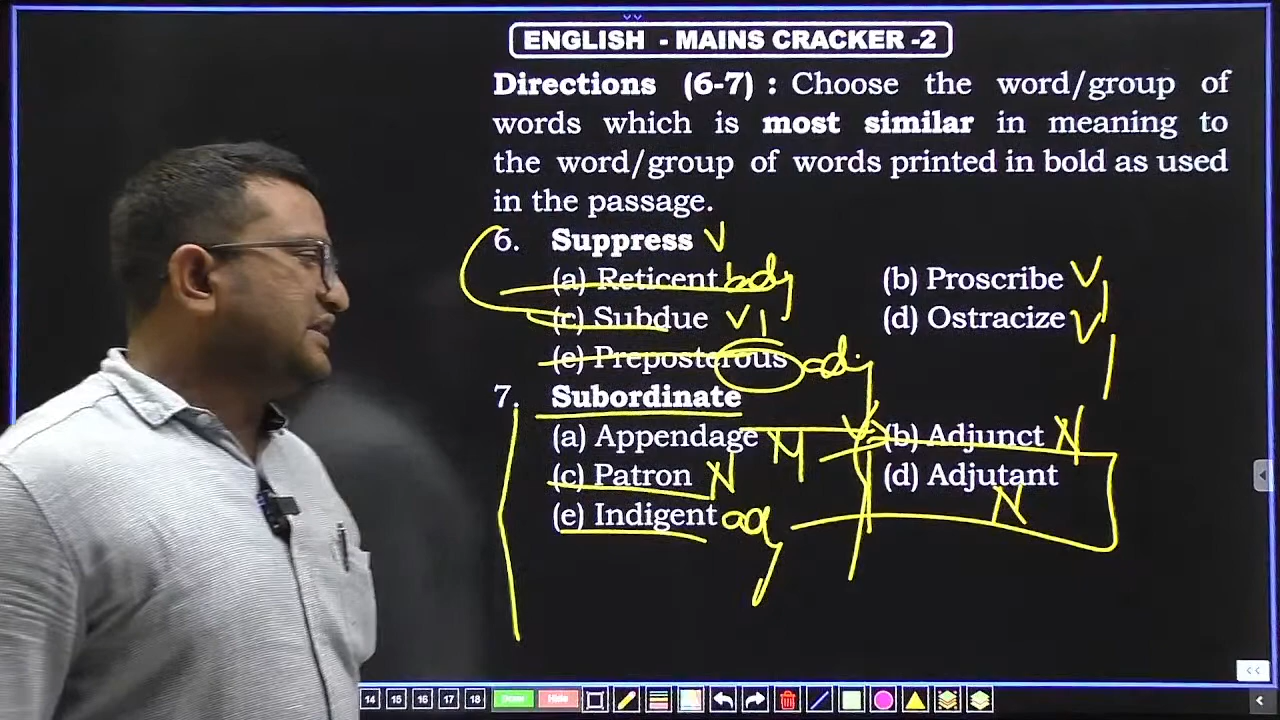 ENGLISH - MAINS CRACKER -2
Directions (6-7) : Choose the word/group of
words which is most similar in meaning to
the word/group of words printed in bold as used
in the passage.
6. Suppress V
(a) Reticent adj (b) Proscribe V
(c) Subdue V (d) Ostracize V
(e) Preposterous adj
7. Subordinate
(a) Appendage N (b) Adjunct N
(c) Patron N (d) Adjutant N
(e) Indigent adj
14 15 16 17 18 Draw Hide